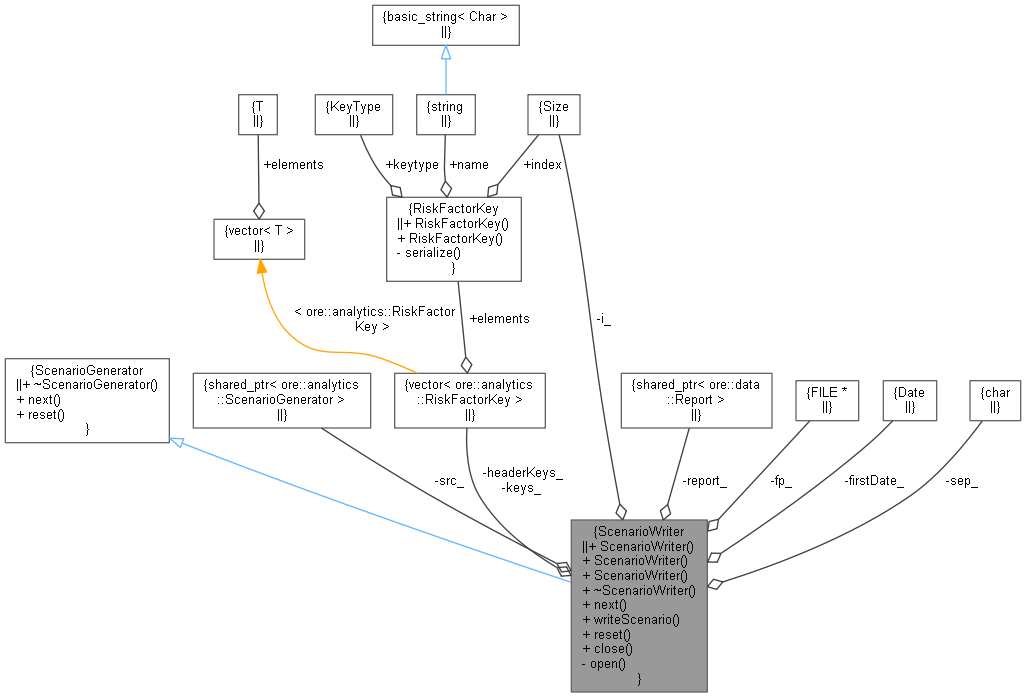 {basic_string< Char >
||}
{T
||}
{KeyType
||}
{string
||}
{Size
||}
+elements
+keytype
+name
+index
{RiskFactorKey
||+ RiskFactorKey()
+ RiskFactorKey()
- serialize()
}
{vector< T >
||}
< ore::analytics::RiskFactor
Key >
+elements
-i_
{ScenarioGenerator
||+ ~ScenarioGenerator()
+ next()
+ reset()
}
{shared_ptr< ore::analytics
::ScenarioGenerator >
||}
{vector< ore::analytics
::RiskFactorKey >
||}
{shared_ptr< ore::data
::Report >
||}
{FILE *
||}
{Date
||}
{char
||}
-src_
-headerKeys_
-keys_
-report_
-fp_
-firstDate_
-sep_
{ScenarioWriter
||+ ScenarioWriter()
+ ScenarioWriter()
+ ScenarioWriter()
+ ~ScenarioWriter()
+ next()
+ writeScenario()
+ reset()
+ close()
- open()
}